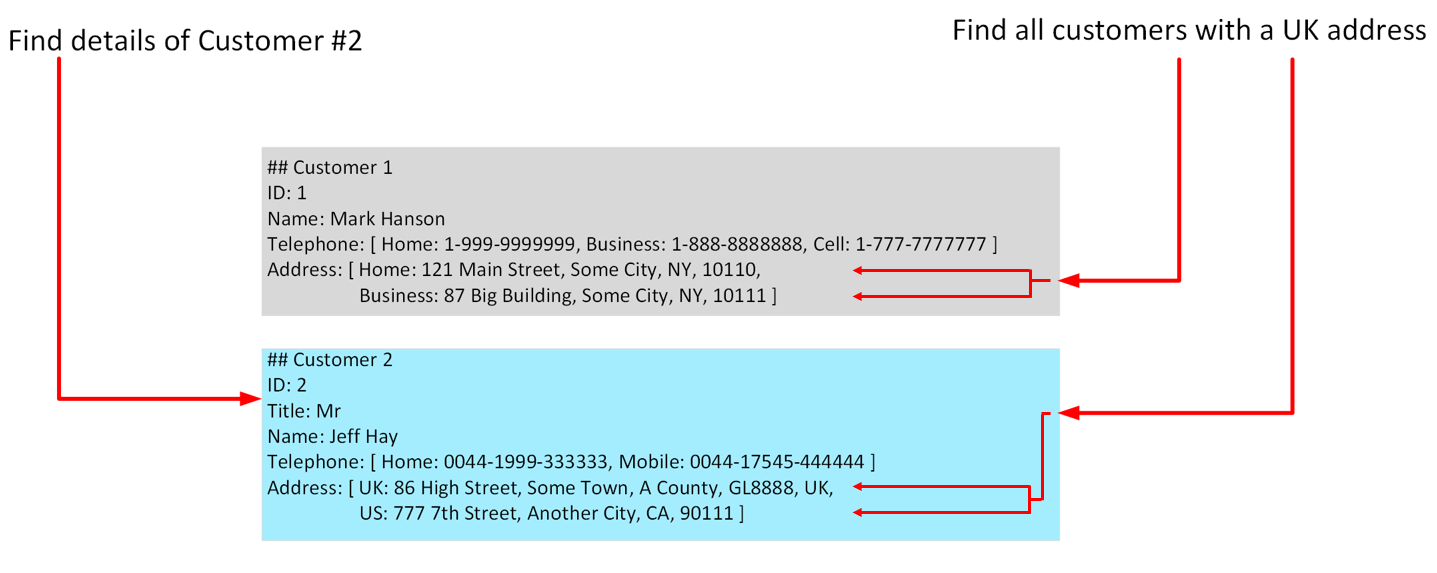 Find details of Customer #2
Find all customers with a UK address
## Customer 1
ID: 1
Name: Mark Hanson
Telephone: [ Home: 1-999-9999999, Business: 1-888-8888888, Cell: 1-777-7777777 ]
Address: [ Home: 121 Main Street, Some City, NY, 10110,
Business: 87 Big Building, Some City, NY, 10111 ]
## Customer 2
ID: 2
Title: Mr
Name: Jeff Hay
Telephone: [ Home: 0044-1999-333333, Mobile: 0044-17545-444444 ]
Address: [ UK: 86 High Street, Some Town, A County, GL8888, UK,
US: 777 7th Street, Another City, CA, 90111 ]